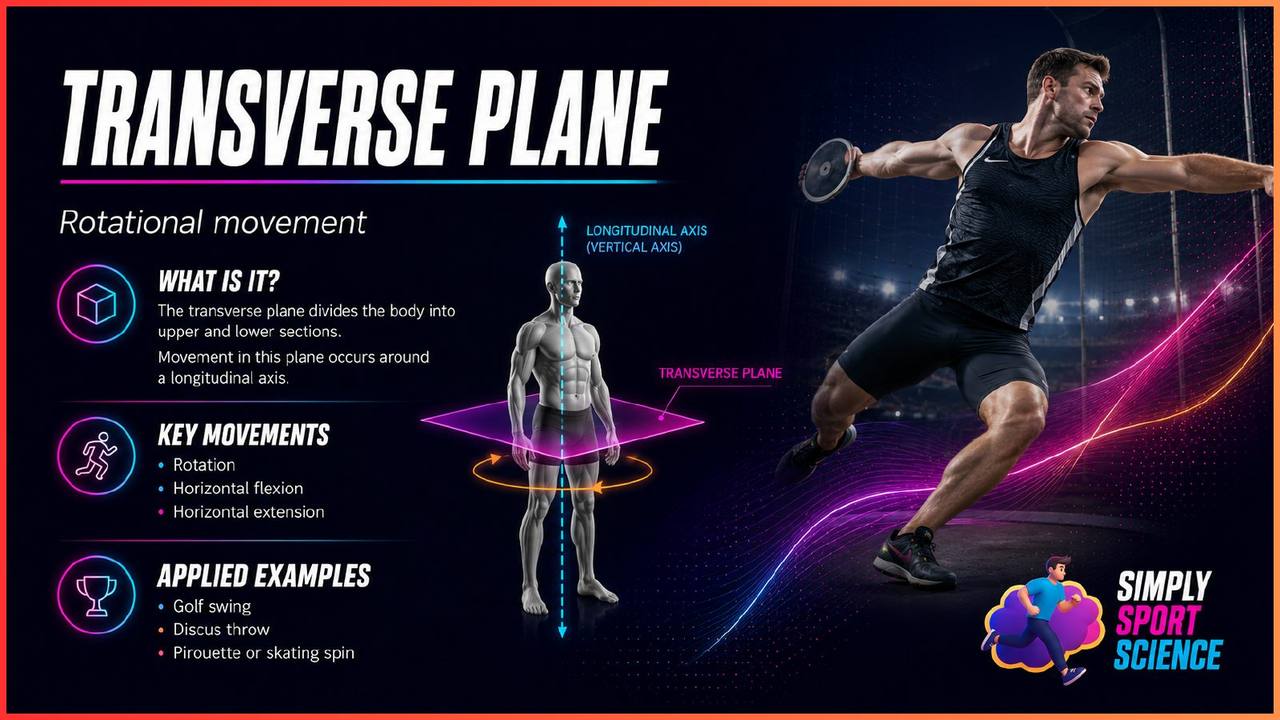 TRANSVERSE PLANE
Rotational movement
WHAT IS IT?
The transverse plane divides the body into
upper and lower sections.
Movement in this plane occurs around
a longitudinal axis.
KEY MOVEMENTS
• Rotation
• Horizontal flexion
• Horizontal extension
APPLIED EXAMPLES
• Golf swing
• Discus throw
• Pirouette or skating spin
LONGITUDINAL AXIS
(VERTICAL AXIS)
TRANSVERSE PLANE
SIMPLY
SPORT
SCIENCE